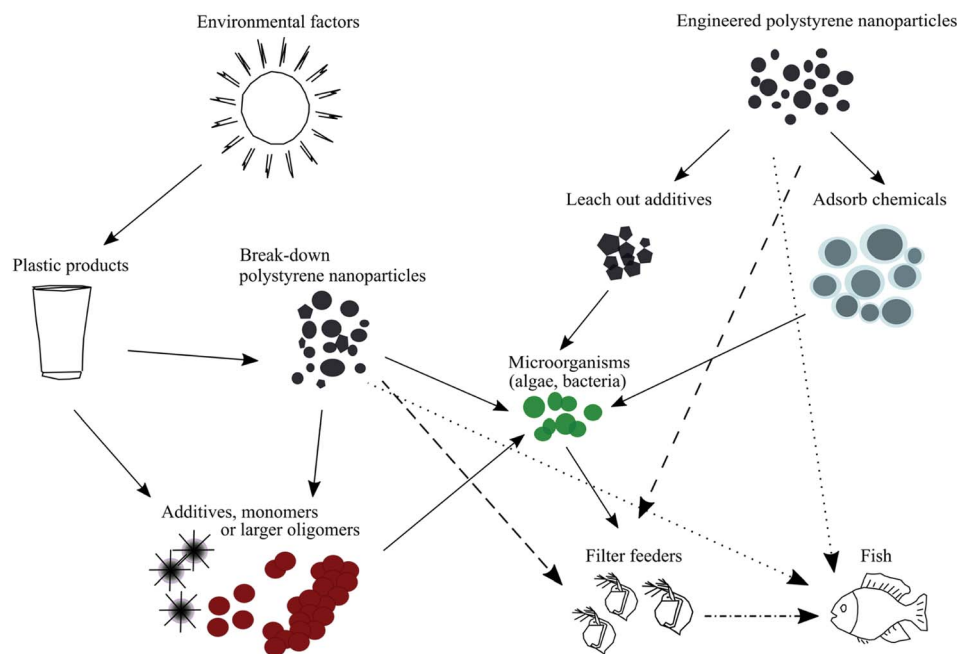 Environmental factors
Engineered polystyrene nanoparticles
Leach out additives
Adsorb chemicals
Plastic products
Break-down
polystyrene nanoparticles
Microorganisms
(algae, bacteria)
Additives, monomers
or larger oligomers
Filter feeders
Fish